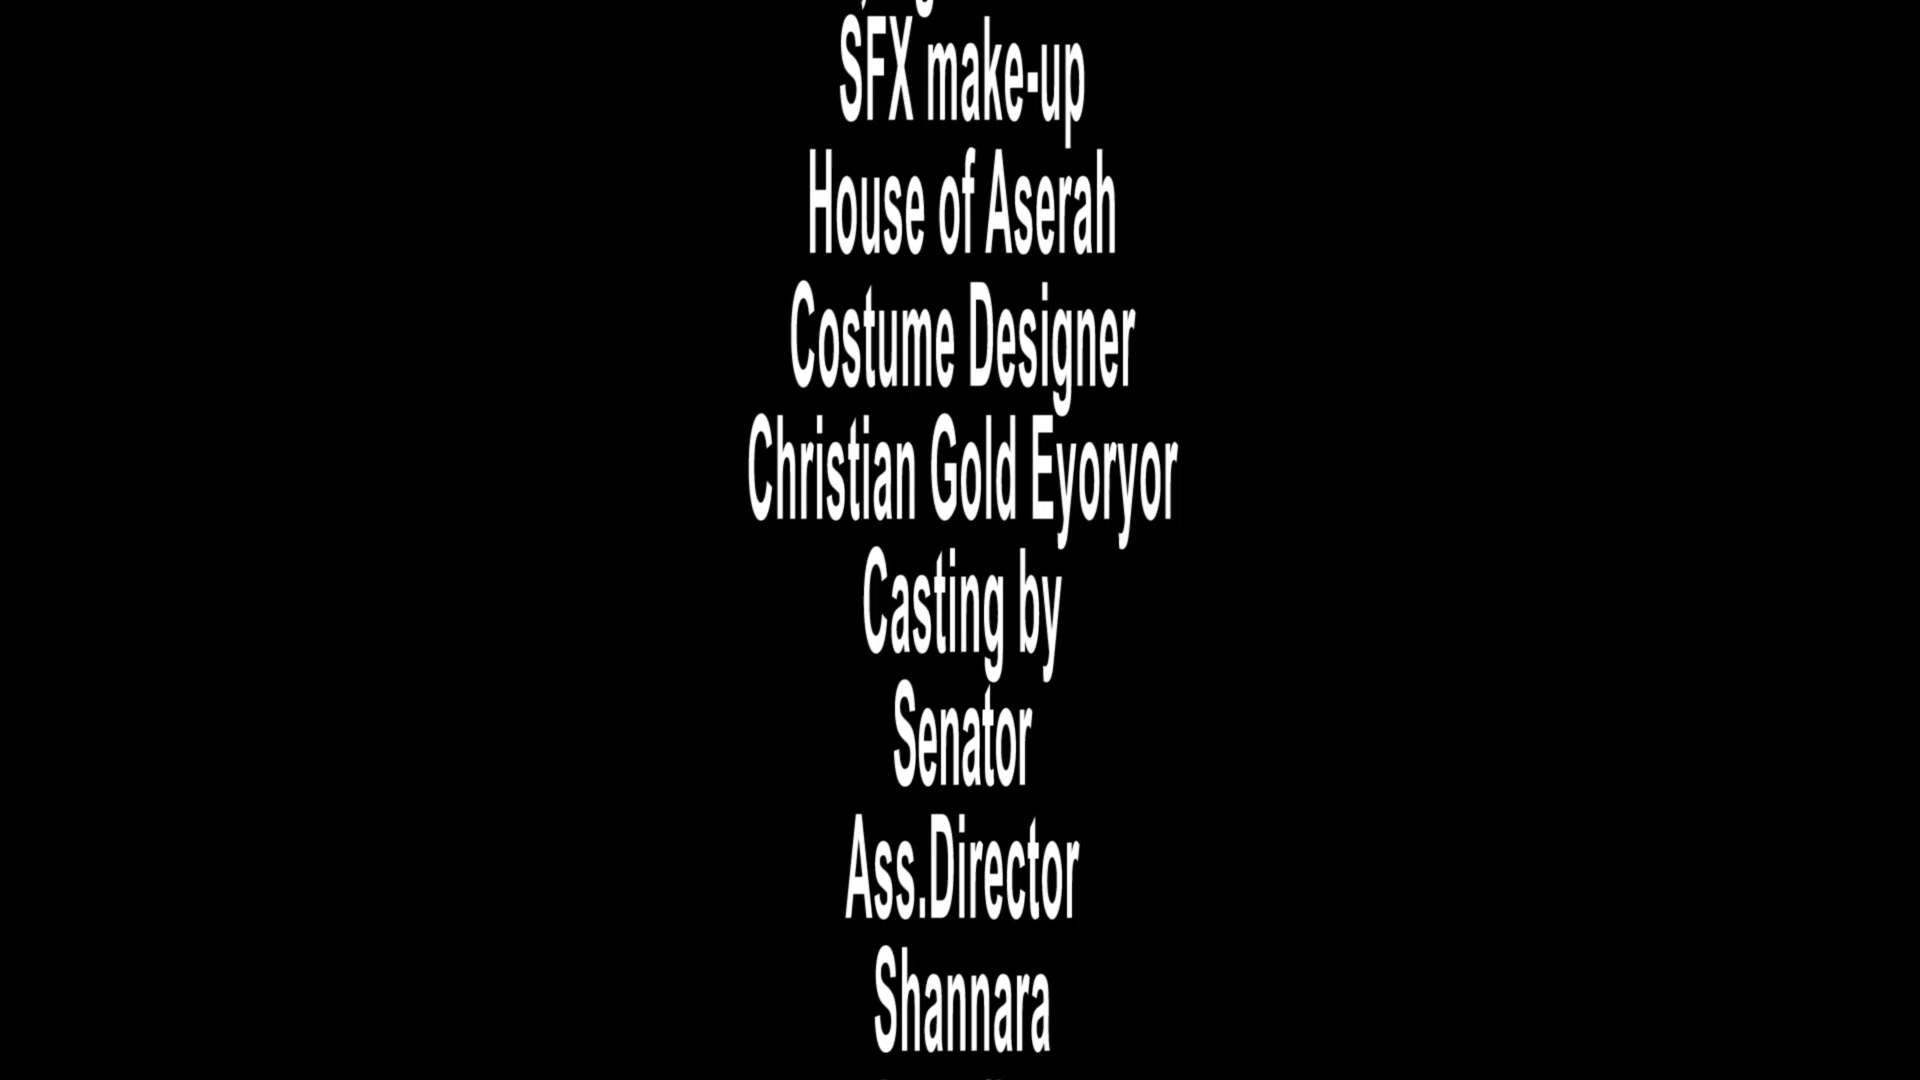 SFX make-up
House of Aserah
Costume Designer
Christian Gold Eyoryor
Casting by
Senator
Ass.Director
Shannara